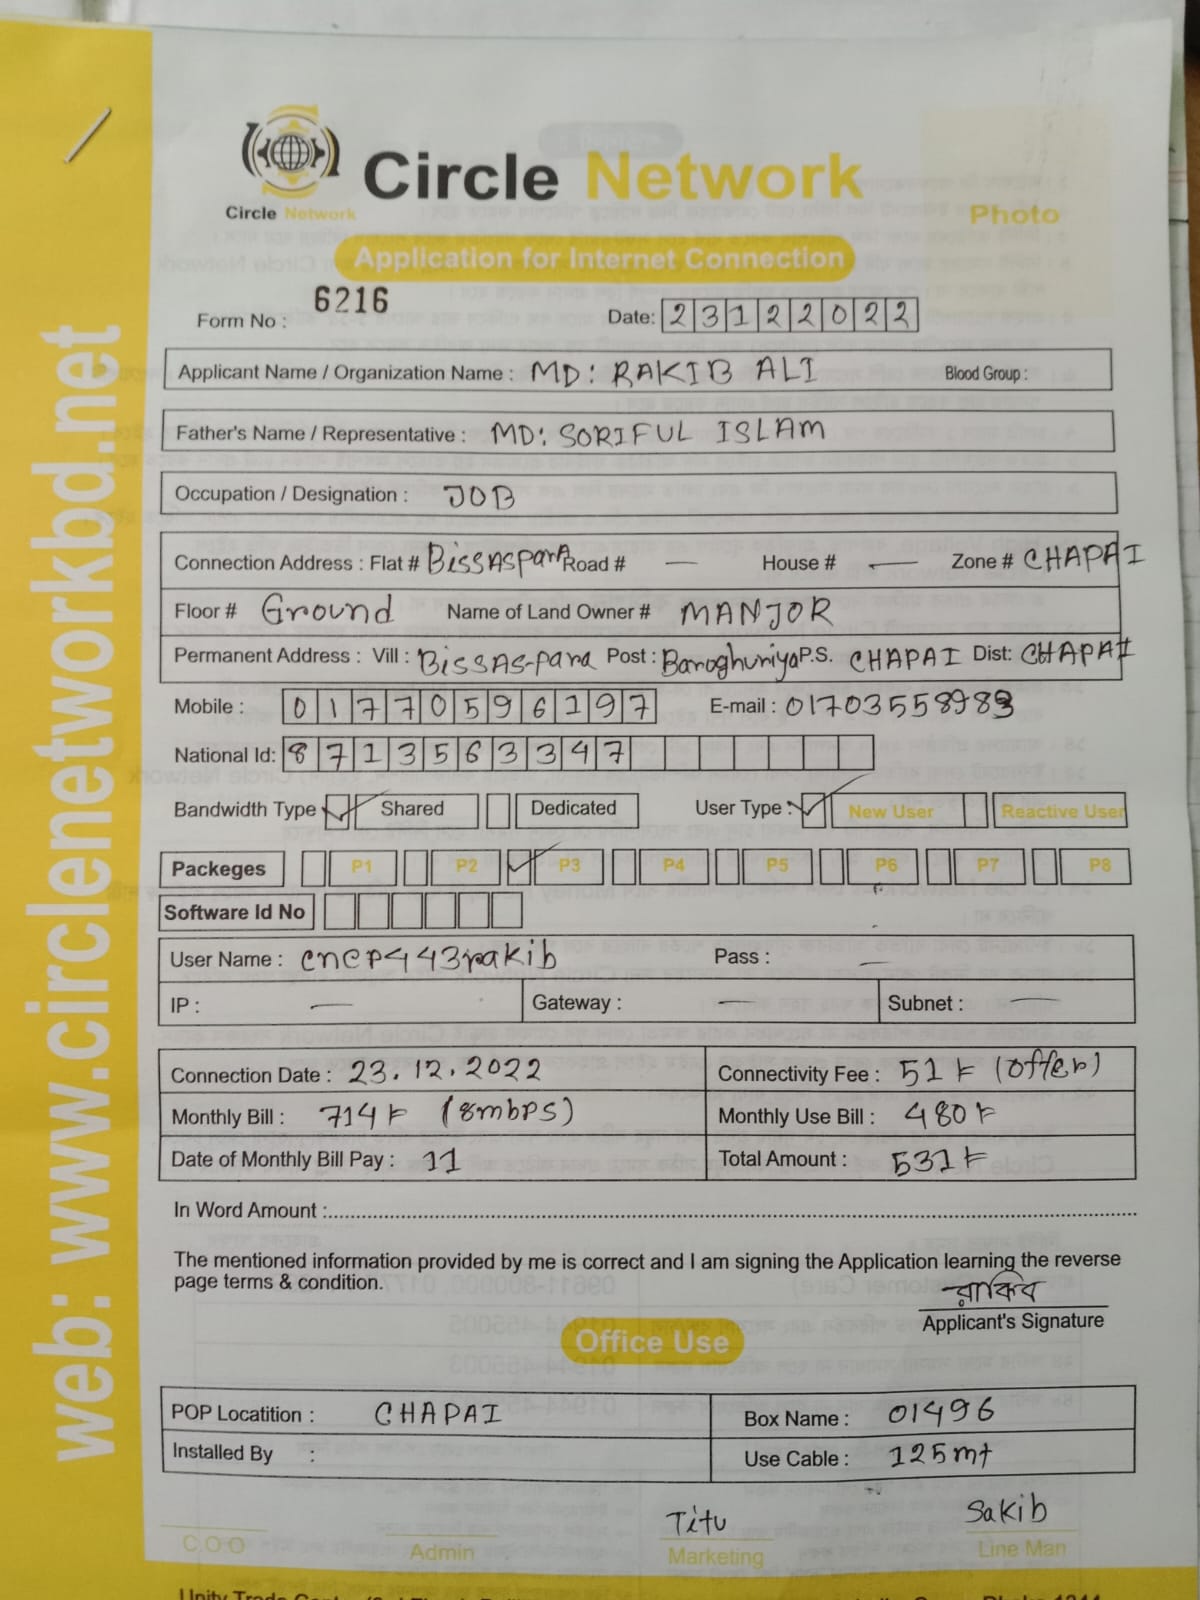 web: www.circlenetworkbd.net
Circle Network
Circle Network
Photo
Application for Internet Connection
Form No : 6216 Date: 23122022
Applicant Name / Organization Name : MD: RAKIB ALI Blood Group :
Father's Name / Representative : MD: SORIFUL ISLAM
Occupation / Designation : JOB
Connection Address : Flat # BissAsparA Road # — House # — Zone # CHAPAI
Floor # Ground Name of Land Owner # MANJOR
Permanent Address : Vill : BissAs-para Post : Baroghuriya P.S. CHAPAI Dist: CHAPAI
Mobile : 01770596197 E-mail : 01703558983
National Id: 8713563347
Bandwidth Type ✓ Shared Dedicated User Type : ✓ New User Reactive User
Packeges P1 P2 ✓ P3 P4 P5 P6 P7 P8
Software Id No
User Name : cncp443rakib Pass : —
IP : — Gateway : — Subnet : —
Connection Date : 23.12.2022 Connectivity Fee : 51৳ (offer)
Monthly Bill : 714৳ (8mbps) Monthly Use Bill : 480৳
Date of Monthly Bill Pay : 11 Total Amount : 531৳
In Word Amount :
The mentioned information provided by me is correct and I am signing the Application learning the reverse
page terms & condition.
রাকিব
Applicant's Signature
Office Use
POP Locatition : CHAPAI Box Name : 01496
Installed By : Use Cable : 125mt
Titu Sakib
C.O.O Admin Marketing Line Man